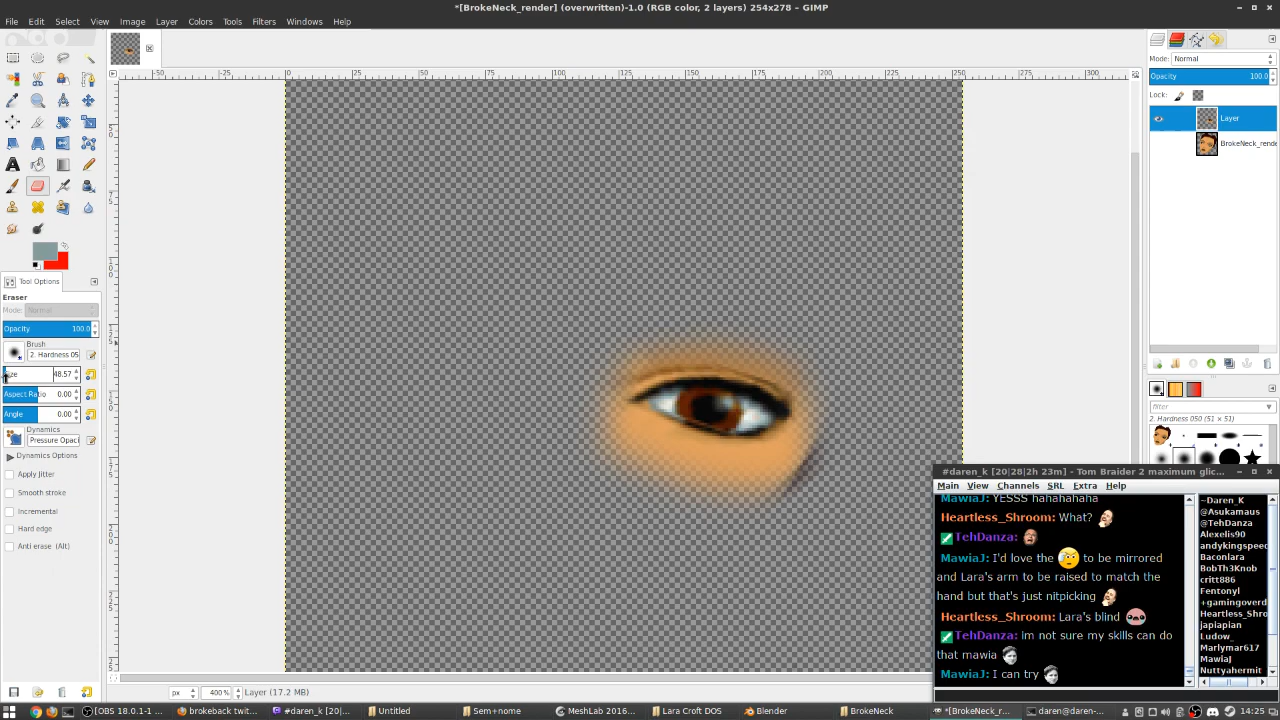 *[BrokeNeck_render] (overwritten)-1.0 (RGB color, 2 layers) 254x278 – GIMP
File Edit Select View Image Layer Colors Tools Filters Windows Help
Mode: Normal
Opacity 100.0
Lock:
Layer
BrokeNeck_rende
Tool Options
Eraser
Mode: Normal
Opacity 100.0
Brush
2. Hardness 05
Size 48.57
Aspect Ratio 0.00
Angle 0.00
Dynamics
Pressure Opaci
Dynamics Options
Apply Jitter
Smooth stroke
Incremental
Hard edge
Anti erase (Alt)
filter
2. Hardness 050 (51 × 51)
px 400% Layer (17.2 MB)
#daren_k [20|28|2h 23m] - Tom Braider 2 maximum glic...
Main View Channels SRL Extra Help
MawiaJ: YESSS hahahahaha
Heartless_Shroom: What?
TehDanza:
MawiaJ: I'd love the to be mirrored
and Lara's arm to be raised to match the
hand but that's just nitpicking
Heartless_Shroom: Lara's blind
TehDanza: im not sure my skills can do
that mawia
MawiaJ: I can try
~Daren_K
@Asukamaus
@TehDanza
Alexelis90
andykingspeed
Baconlara
BobTh3Knob
critt886
Fentonyl
+gamingoverd
Heartless_Shro
japiapian
Ludow_
Marlymar617
MawiaJ
Nuttyahermit
[OBS 18.0.1-1 ... brokeback twit... #daren_k [20|... Untitled Sem+nome MeshLab 2016... Lara Croft DOS Blender BrokeNeck *[BrokeNeck_r... daren@daren-... 14:25